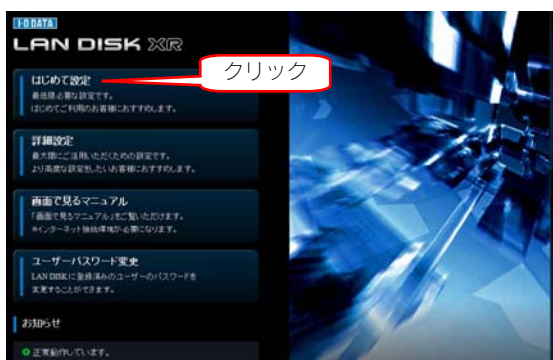 I-O DATA
LAN DISK XR
クリック
はじめて設定
最低限必要な設定です。
はじめてご利用のお客様におすすめします。
詳細設定
最大限にご活用いただくための設定です。
より高度な設定をしたいお客様におすすめします。
画面で見るマニュアル
「画面で見るマニュアル」をご覧いただけます。
※インターネット接続環境が必要になります。
ユーザーパスワード変更
LAN DISKに登録済みのユーザーのパスワードを
変更することができます。
お知らせ
正常動作しています。